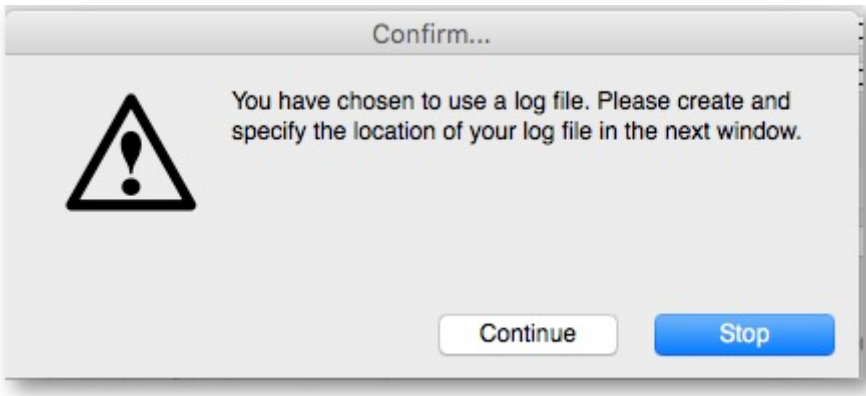 Confirm...
You have chosen to use a log file. Please create and
specify the location of your log file in the next window.
Continue
Stop